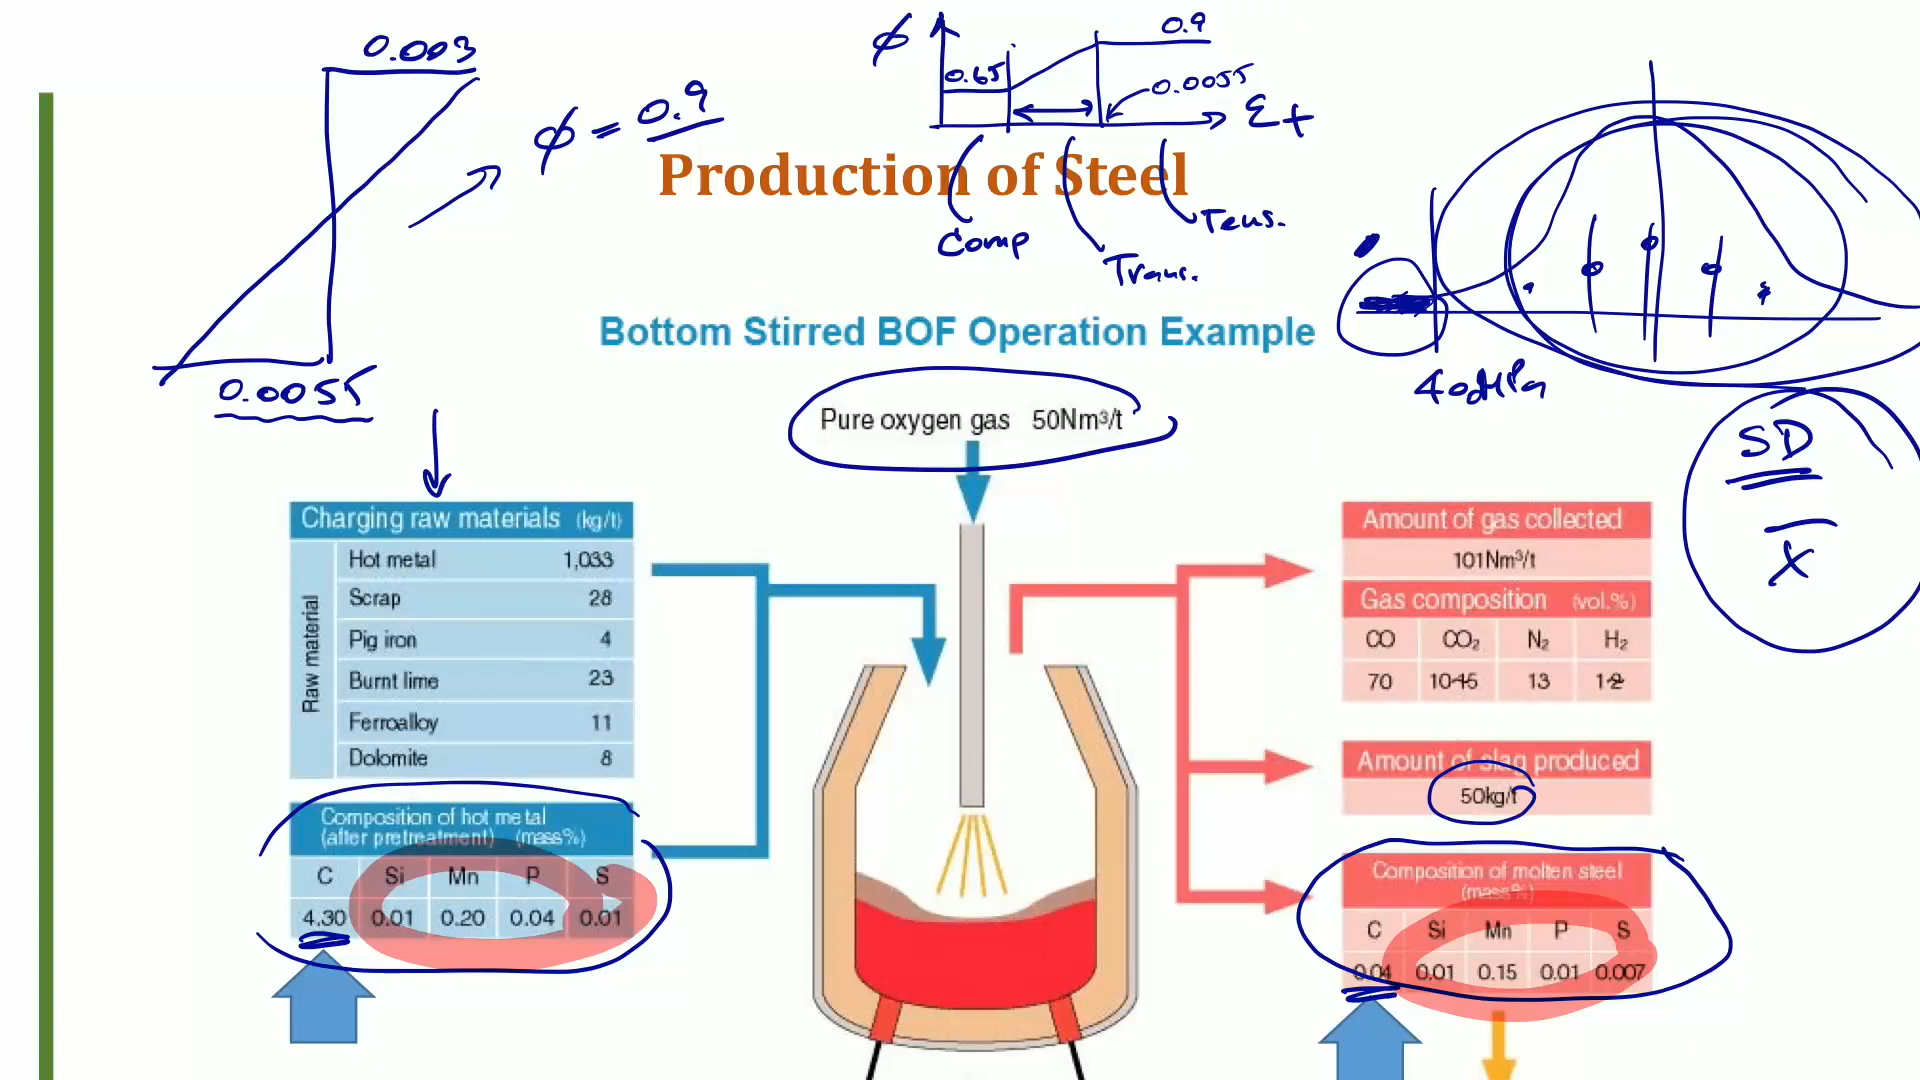 0.003
0.0055
ϕ = 0.9
ϕ
0.65
0.9
0.0055
Ɛt
Comp
Trans.
Tens.
Production of Steel
400MPa
SD
X̄
Bottom Stirred BOF Operation Example
Pure oxygen gas 50Nm³/t
Charging raw materials (kg/t)
Raw material
Hot metal 1,033
Scrap 28
Pig iron 4
Burnt lime 23
Ferroalloy 11
Dolomite 8
Composition of hot metal
(after pretreatment) (mass%)
C Si Mn P S
4.30 0.01 0.20 0.04 0.01
Amount of gas collected
101Nm³/t
Gas composition (vol.%)
CO CO₂ N₂ H₂
70 10-15 13 1-2
Amount of slag produced
50kg/t
Composition of molten steel
(mass%)
C Si Mn P S
0.04 0.01 0.15 0.01 0.007